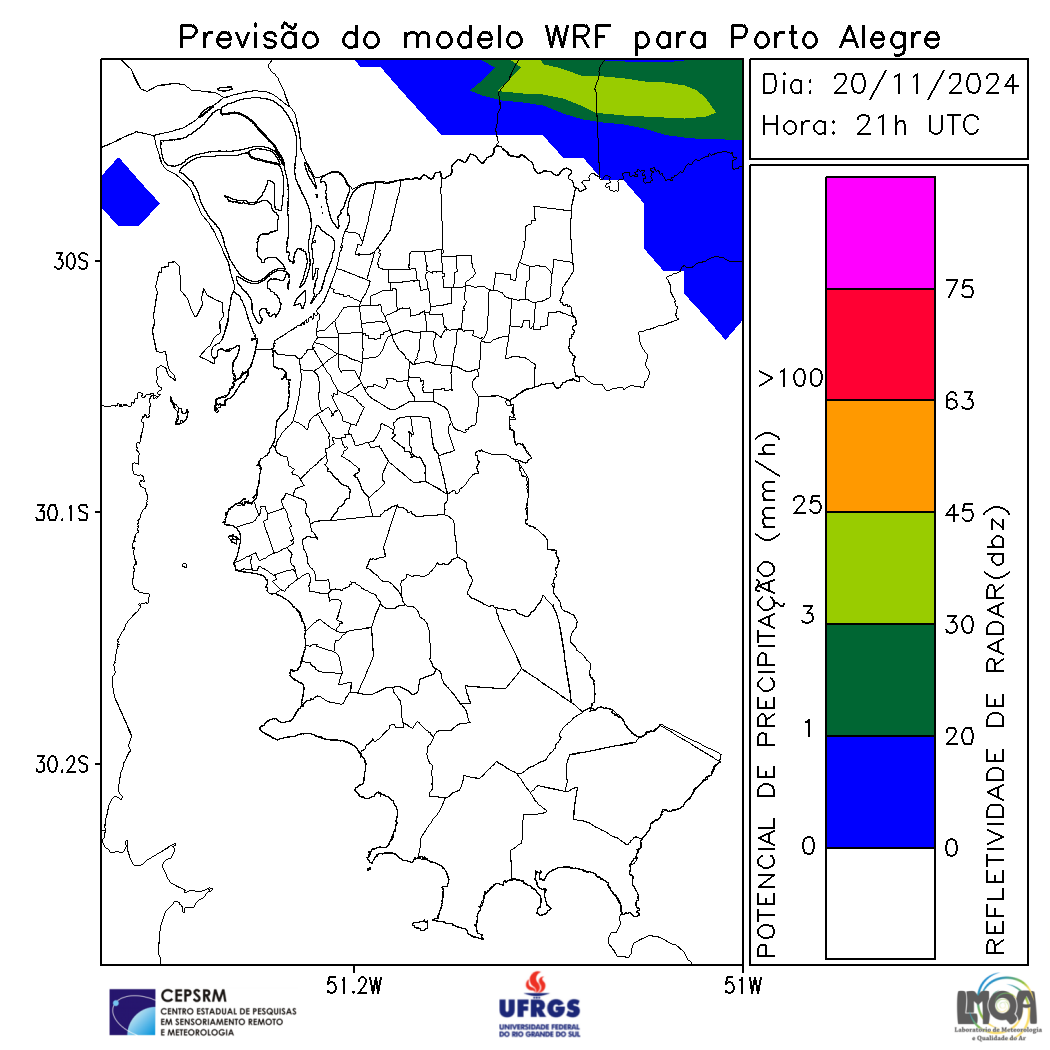 Previsão do modelo WRF para Porto Alegre
Dia: 20/11/2024
Hora: 21h UTC
30S
30.1S
30.2S
51.2W
51W
POTENCIAL DE PRECIPITAÇÃO (mm/h)
>100
25
3
1
0
75
63
45
30
20
0
REFLETIVIDADE DE RADAR(dbz)
CEPSRM
CENTRO ESTADUAL DE PESQUISAS
EM SENSORIAMENTO REMOTO
E METEOROLOGIA
UFRGS
UNIVERSIDADE FEDERAL
DO RIO GRANDE DO SUL
LMQA
Laboratório de Meteorologia
e Qualidade do Ar